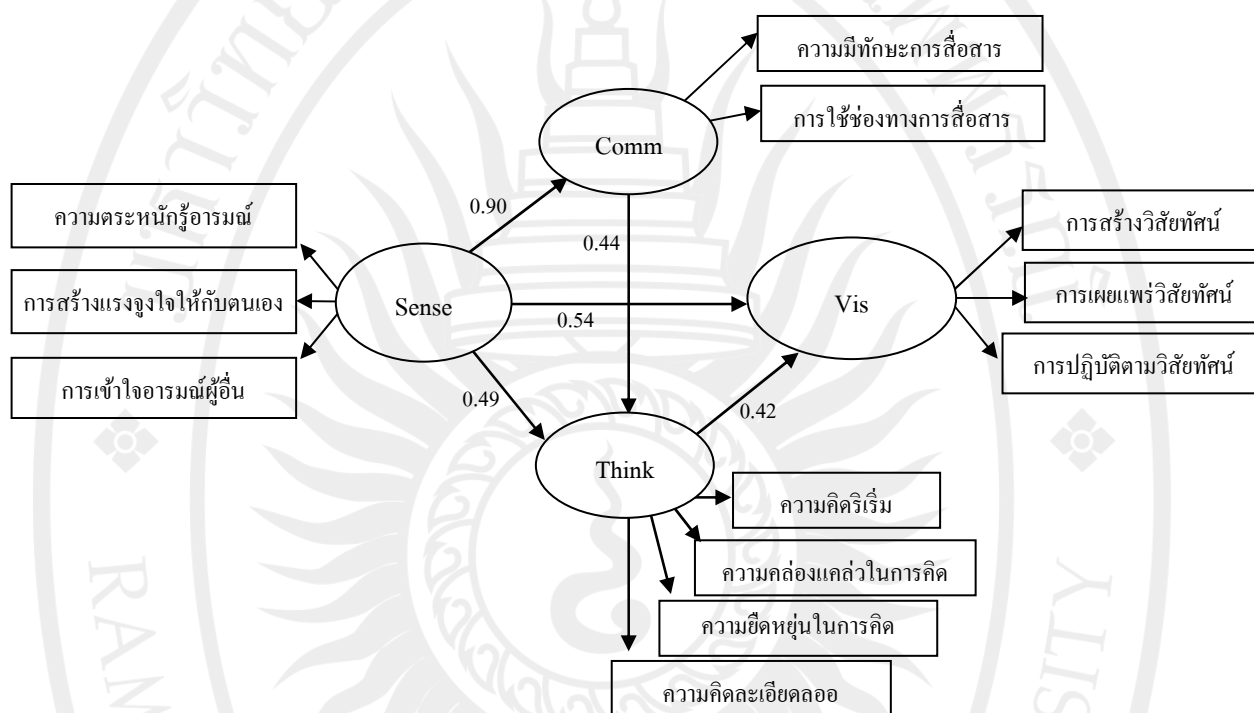 ความมีทักษะการสื่อสาร
การใช้ช่องทางการสื่อสาร
Comm
ความตระหนักรู้อารมณ์
การสร้างแรงจูงใจให้กับตนเอง
การเข้าใจอารมณ์ผู้อื่น
Sense
0.90
0.44
0.54
0.49
0.42
Vis
การสร้างวิสัยทัศน์
การเผยแพร่วิสัยทัศน์
การปฏิบัติตามวิสัยทัศน์
Think
ความคิดริเริ่ม
ความคล่องแคล่วในการคิด
ความยืดหยุ่นในการคิด
ความคิดละเอียดลออ